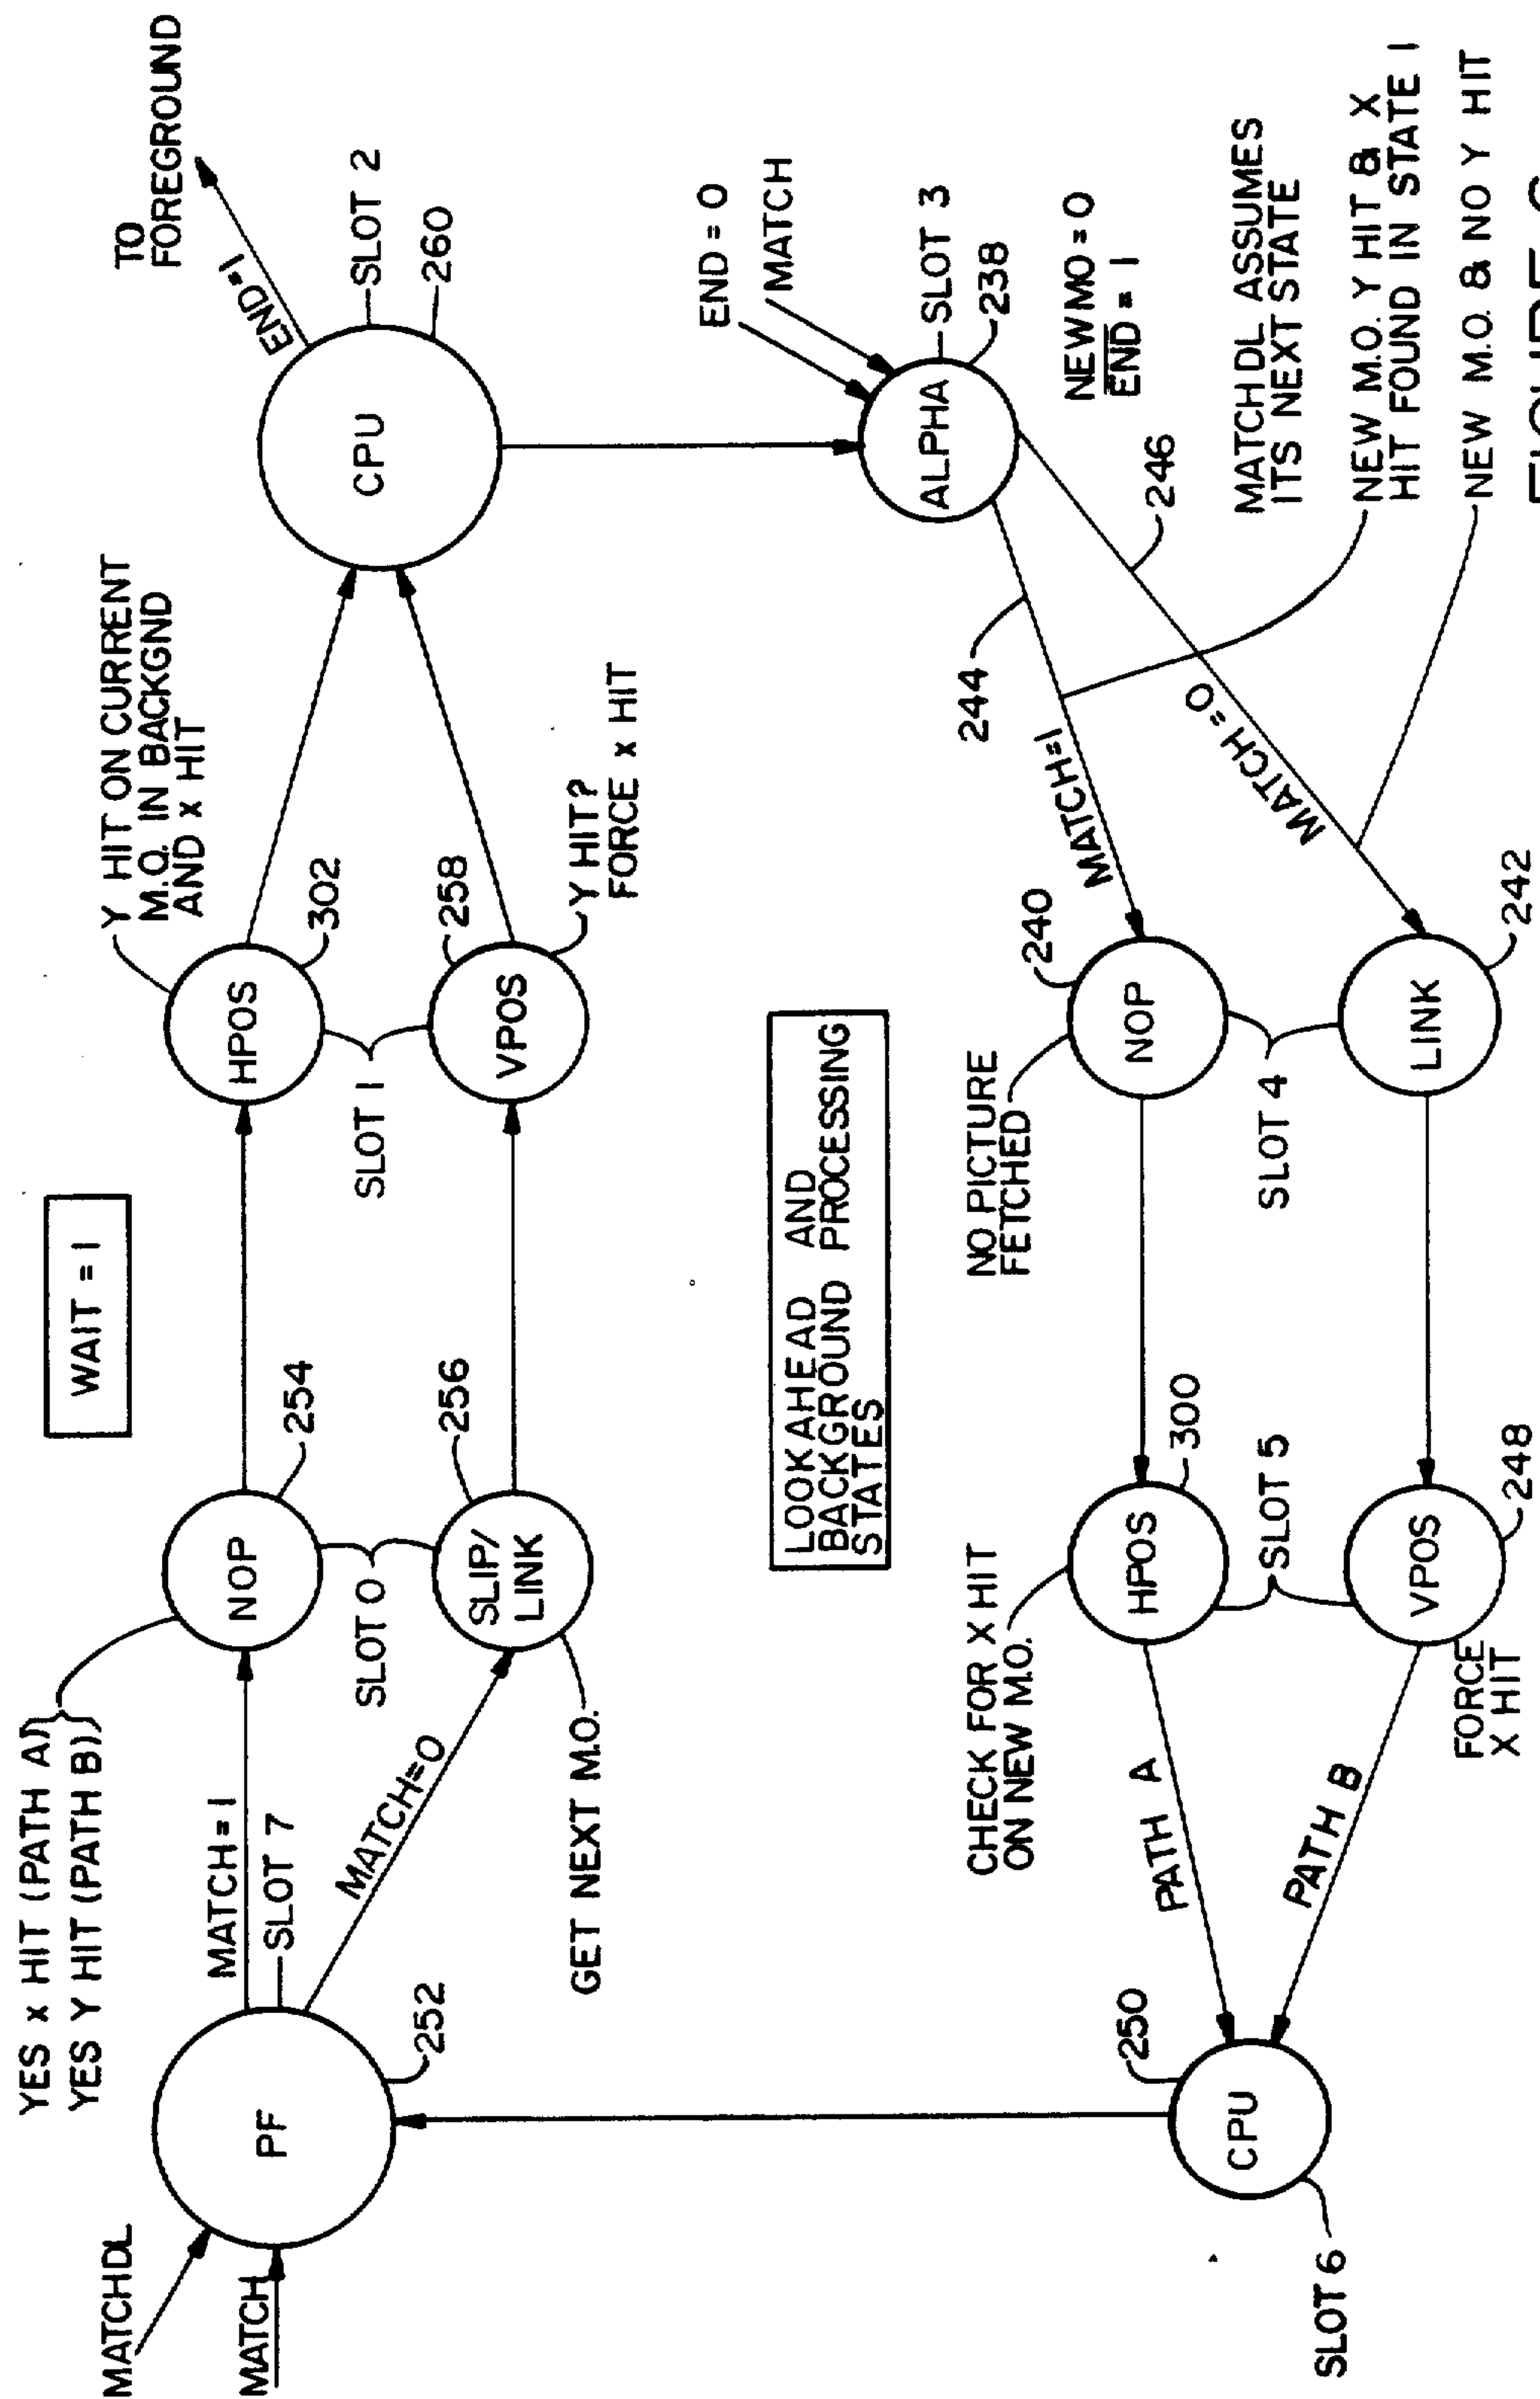 YES X HIT (PATH A)
YES Y HIT (PATH B)
MATCHDL
MATCH
PF
252
MATCH=1
SLOT 7
MATCH=0
NOP
254
SLOT 0
SLIP/
LINK
256
GET NEXT M.O.
WAIT = 1
Y HIT ON CURRENT
M.O. IN BACKGND
AND X HIT
HPOS
302
SLOT 1
VPOS
258
Y HIT?
FORCE X HIT
CPU
SLOT 2
260
END=1
TO
FOREGROUND
LOOKAHEAD AND
BACKGROUND PROCESSING
STATES
END = 0
/MATCH
ALPHA
SLOT 3
238
NEW MO = 0
END = 1
244
MATCH=1
246
MATCH=0
MATCH DL ASSUMES
ITS NEXT STATE
NEW M.O. Y HIT & X
HIT FOUND IN STATE 1
NEW M.O. & NO Y HIT
NO PICTURE
FETCHED
NOP
240
SLOT 4
LINK
242
CHECK FOR X HIT
ON NEW M.O.
HPOS
300
SLOT 5
VPOS
248
FORCE
X HIT
PATH A
PATH B
CPU
250
SLOT 6